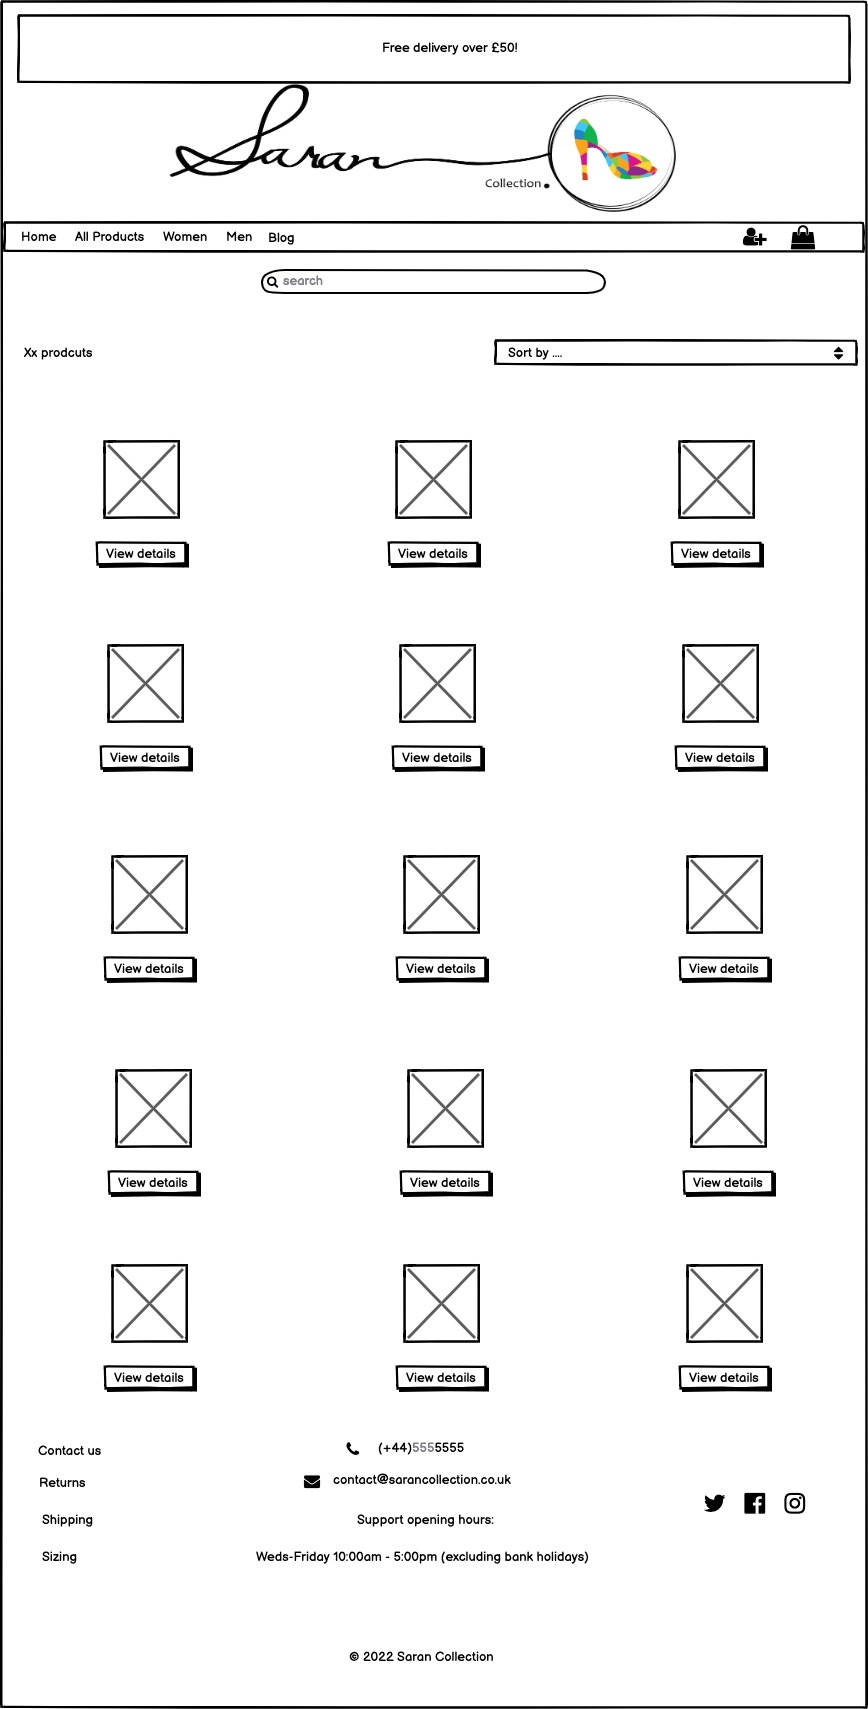 Free delivery over £50!
Saran
Collection
Home All Products Women Men Blog
search
Xx prodcuts
Sort by ....
View details View details View details
View details View details View details
View details View details View details
View details View details View details
View details View details View details
Contact us
(+44)5555555
Returns
contact@sarancollection.co.uk
Shipping
Support opening hours:
Sizing
Weds-Friday 10:00am - 5:00pm (excluding bank holidays)
© 2022 Saran Collection